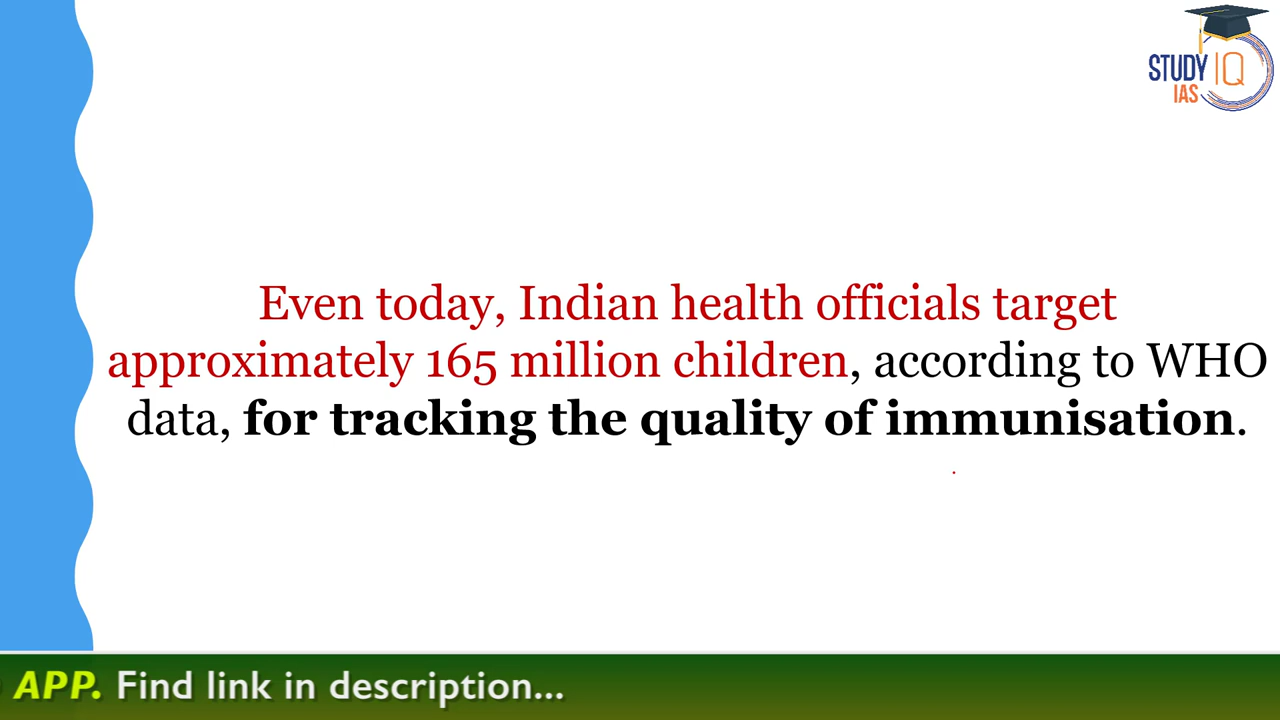 STUDY IQ
IAS
Even today, Indian health officials target
approximately 165 million children, according to WHO
data, for tracking the quality of immunisation.
APP. Find link in description...